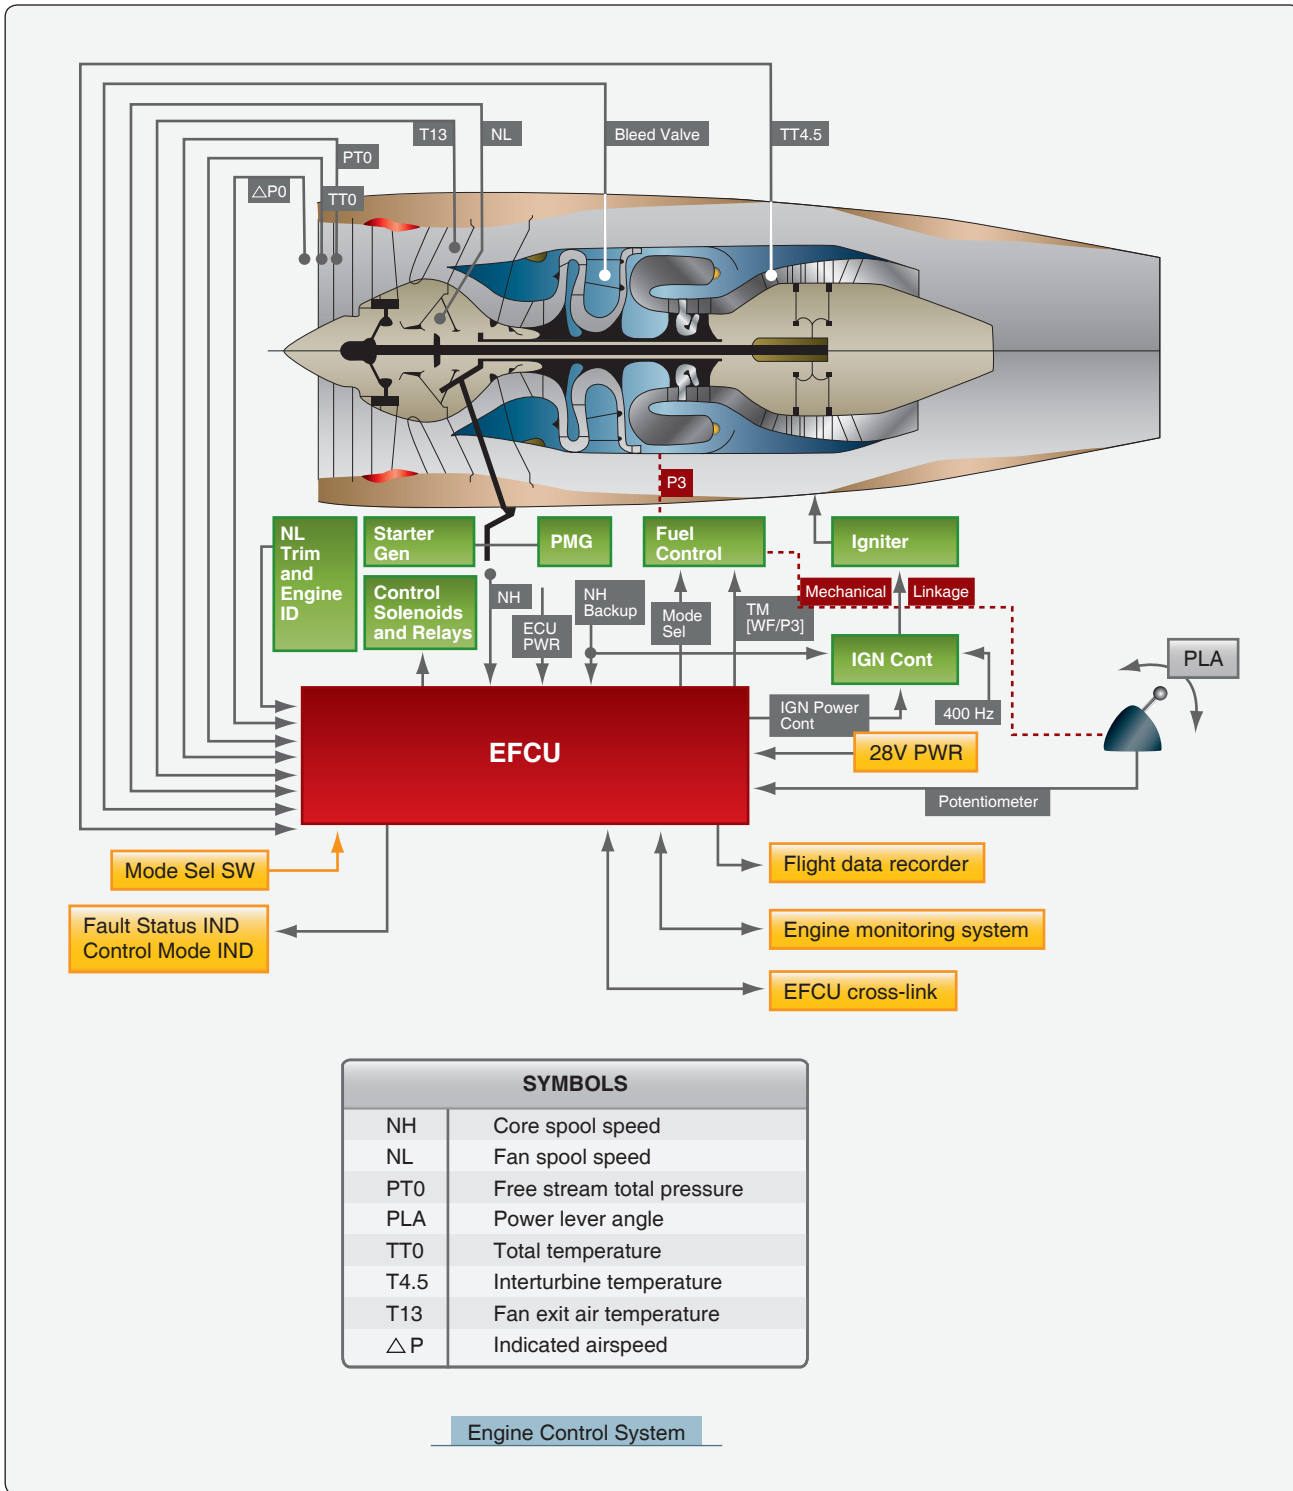 T13
NL
Bleed Valve
TT4.5
PT0
△P0
TT0
P3
NL
Trim
and
Engine
ID
Starter
Gen
PMG
Fuel
Control
Igniter
Control
Solenoids
and Relays
NH
ECU
PWR
NH
Backup
Mode
Sel
TM
[WF/P3]
Mechanical
Linkage
IGN Cont
PLA
IGN Power
Cont
400 Hz
EFCU
28V PWR
Potentiometer
Mode Sel SW
Flight data recorder
Fault Status IND
Control Mode IND
Engine monitoring system
EFCU cross-link
SYMBOLS
NH Core spool speed
NL Fan spool speed
PT0 Free stream total pressure
PLA Power lever angle
TT0 Total temperature
T4.5 Interturbine temperature
T13 Fan exit air temperature
△P Indicated airspeed
Engine Control System